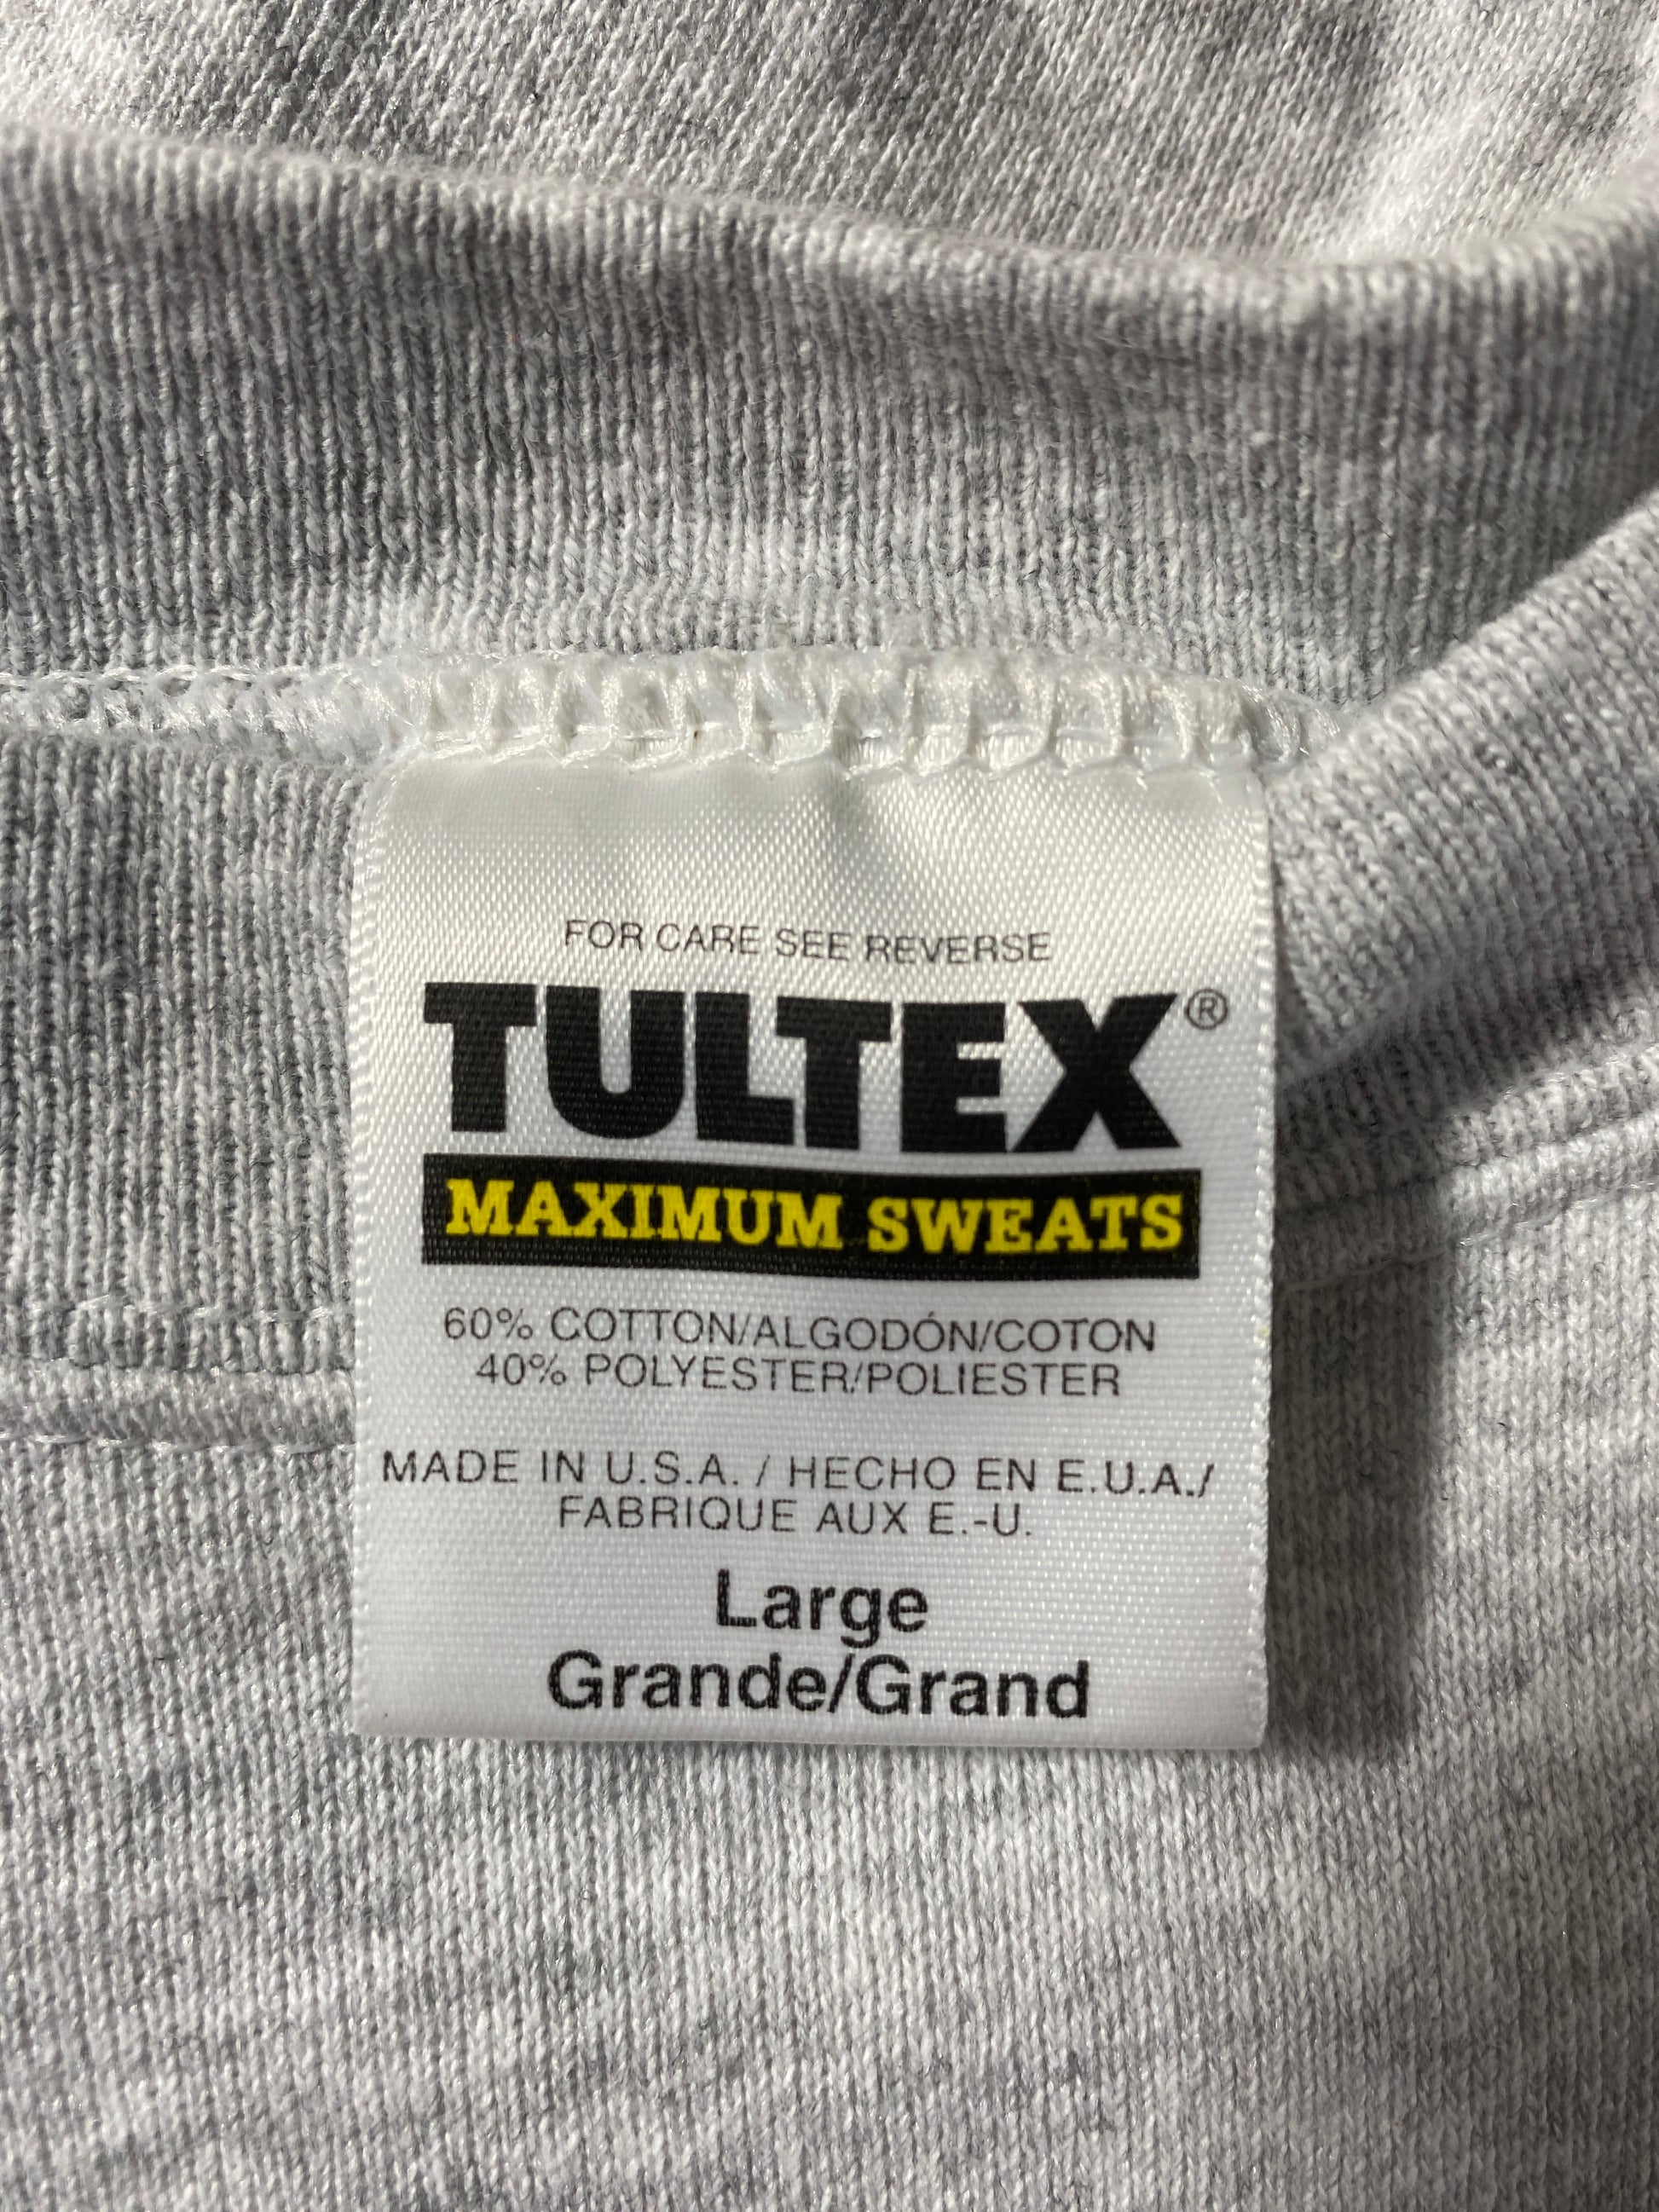 FOR CARE SEE REVERSE
TULTEX®
MAXIMUM SWEATS
60% COTTON/ALGODÓN/COTON
40% POLYESTER/POLIESTER
MADE IN U.S.A. / HECHO EN E.U.A./
FABRIQUE AUX E.-U.
Large
Grande/Grand